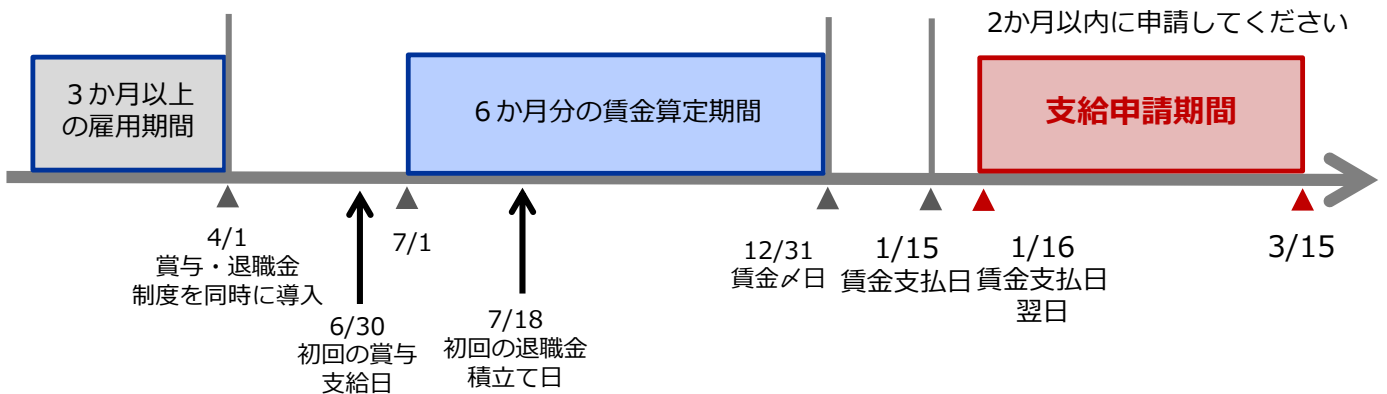 2か月以内に申請してください
３か月以上
の雇用期間
６か月分の賃金算定期間
支給申請期間
4/1
賞与・退職金
制度を同時に導入
6/30
初回の賞与
支給日
7/1
7/18
初回の退職金
積立て日
12/31
賃金〆日
1/15
賃金支払日
1/16
賃金支払日
翌日
3/15